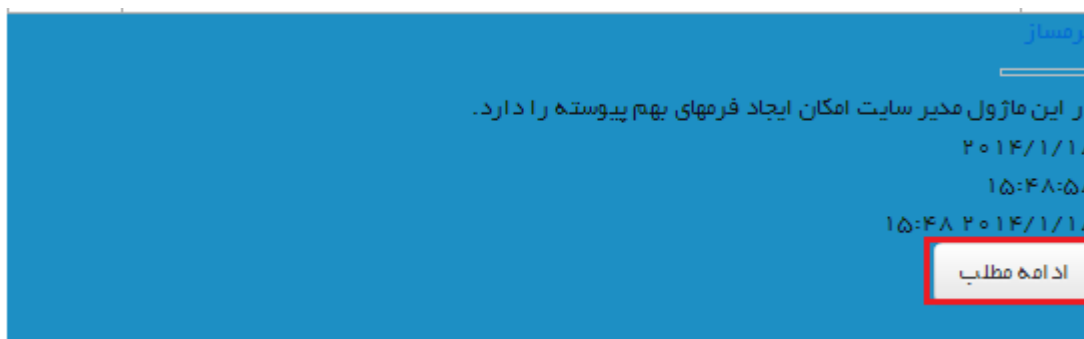 رمساز
ر این ماژول مدیر سایت امکان ایجاد فرمهای بهم پیوسته را دارد.
۲۰۱۴/۱/۱
۱۵:۴۸:۵
۱۵:۴۸ ۲۰۱۴/۱/۱
ادامه مطلب